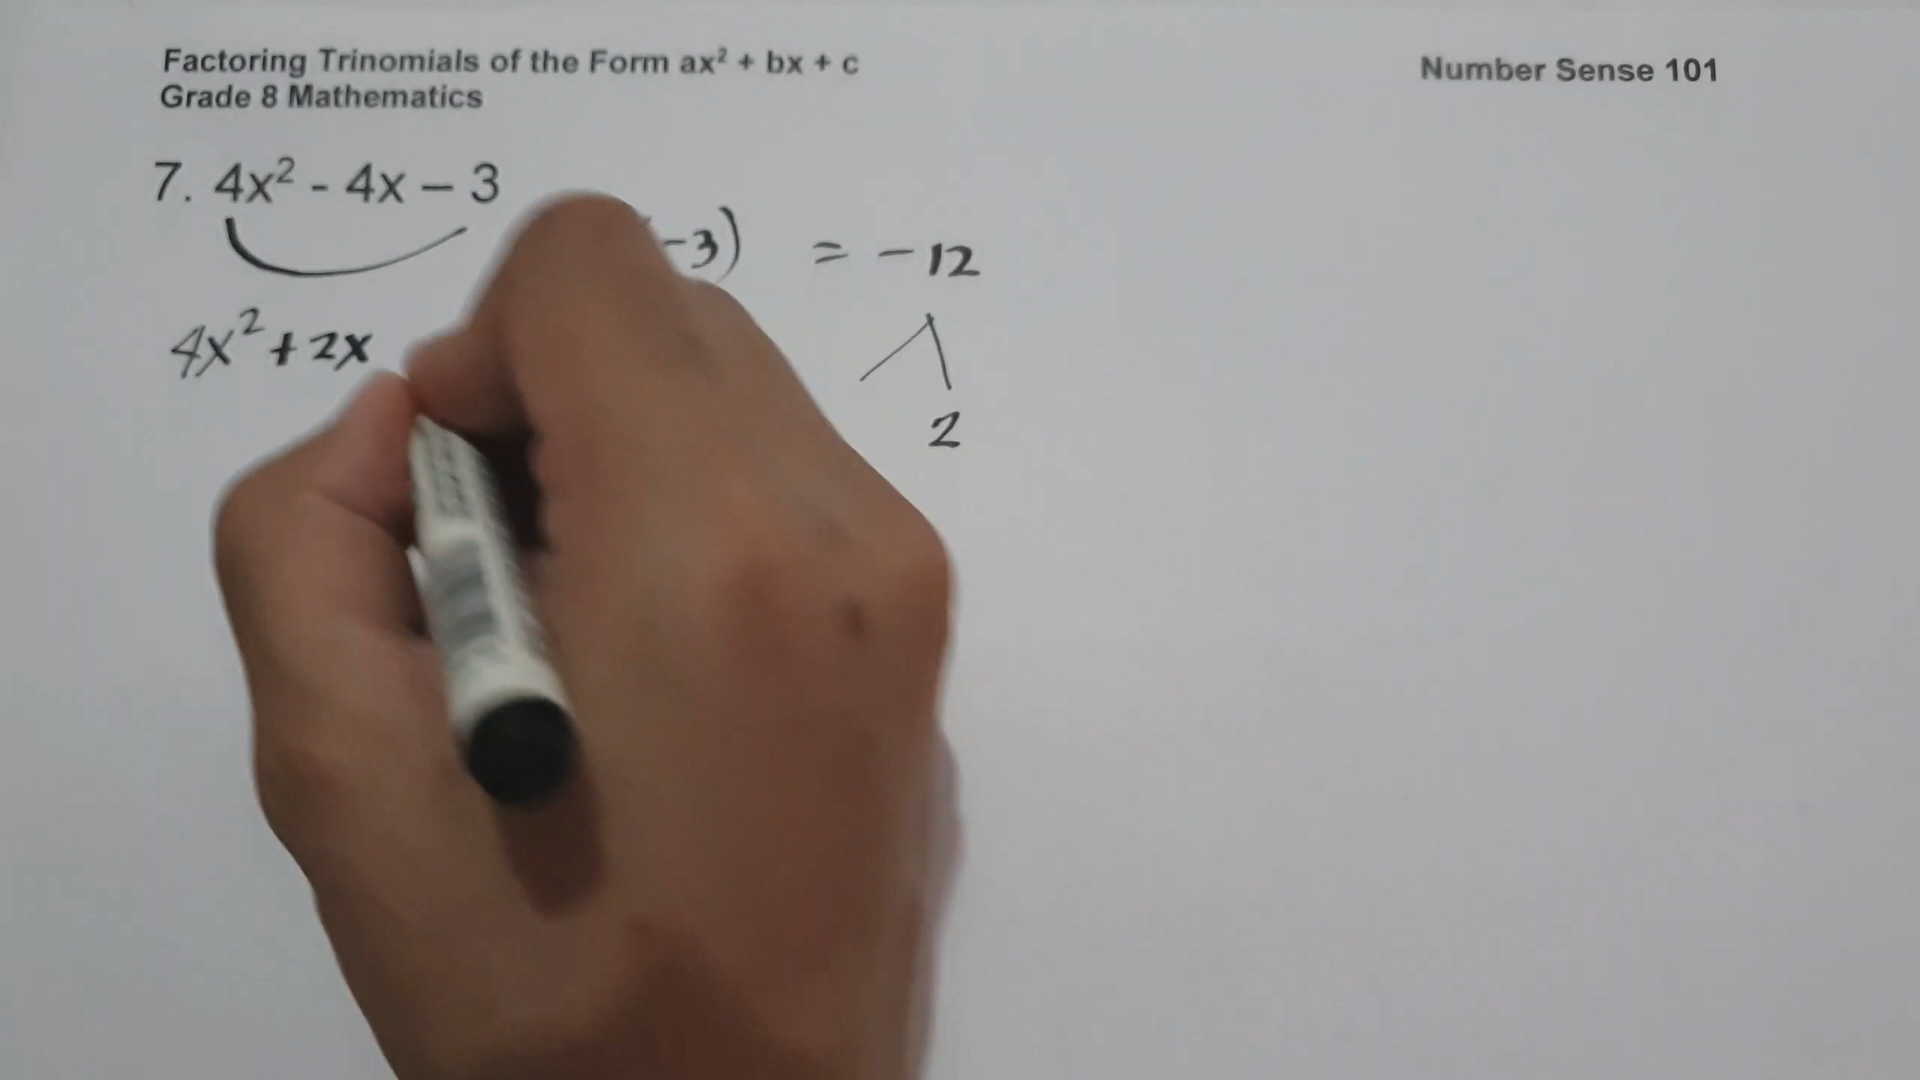 Factoring Trinomials of the Form ax² + bx + c
Grade 8 Mathematics
Number Sense 101
7. 4x² - 4x – 3
-3) = -12
4x² + 2x
2